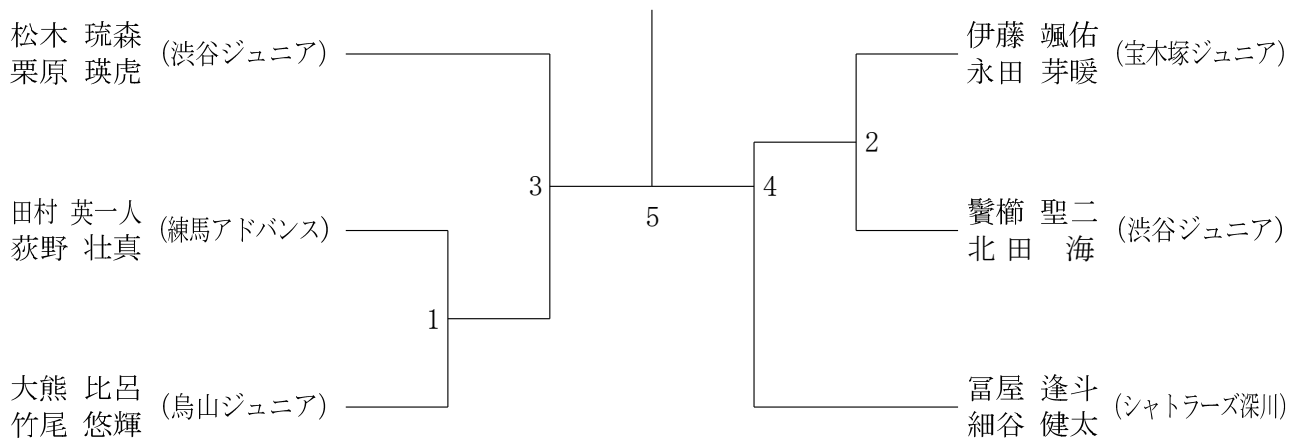 松木 琉森
栗原 瑛虎
(渋谷ジュニア)
田村 英一人
荻野 壮真
(練馬アドバンス)
大熊 比呂
竹尾 悠輝
(烏山ジュニア)
1
3
5
4
2
伊藤 颯佑
永田 芽暖
(宝木塚ジュニア)
鬢櫛 聖二
北田 海
(渋谷ジュニア)
冨屋 逢斗
細谷 健太
(シャトラーズ深川)